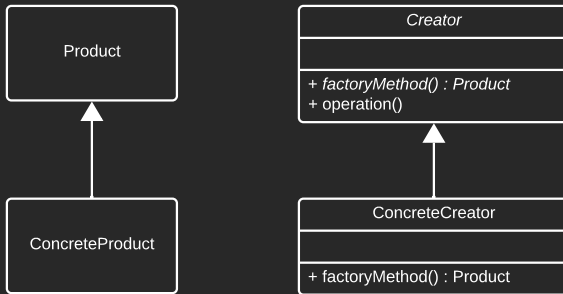 Product
Creator
+ factoryMethod() : Product
+ operation()
ConcreteProduct
ConcreteCreator
+ factoryMethod() : Product